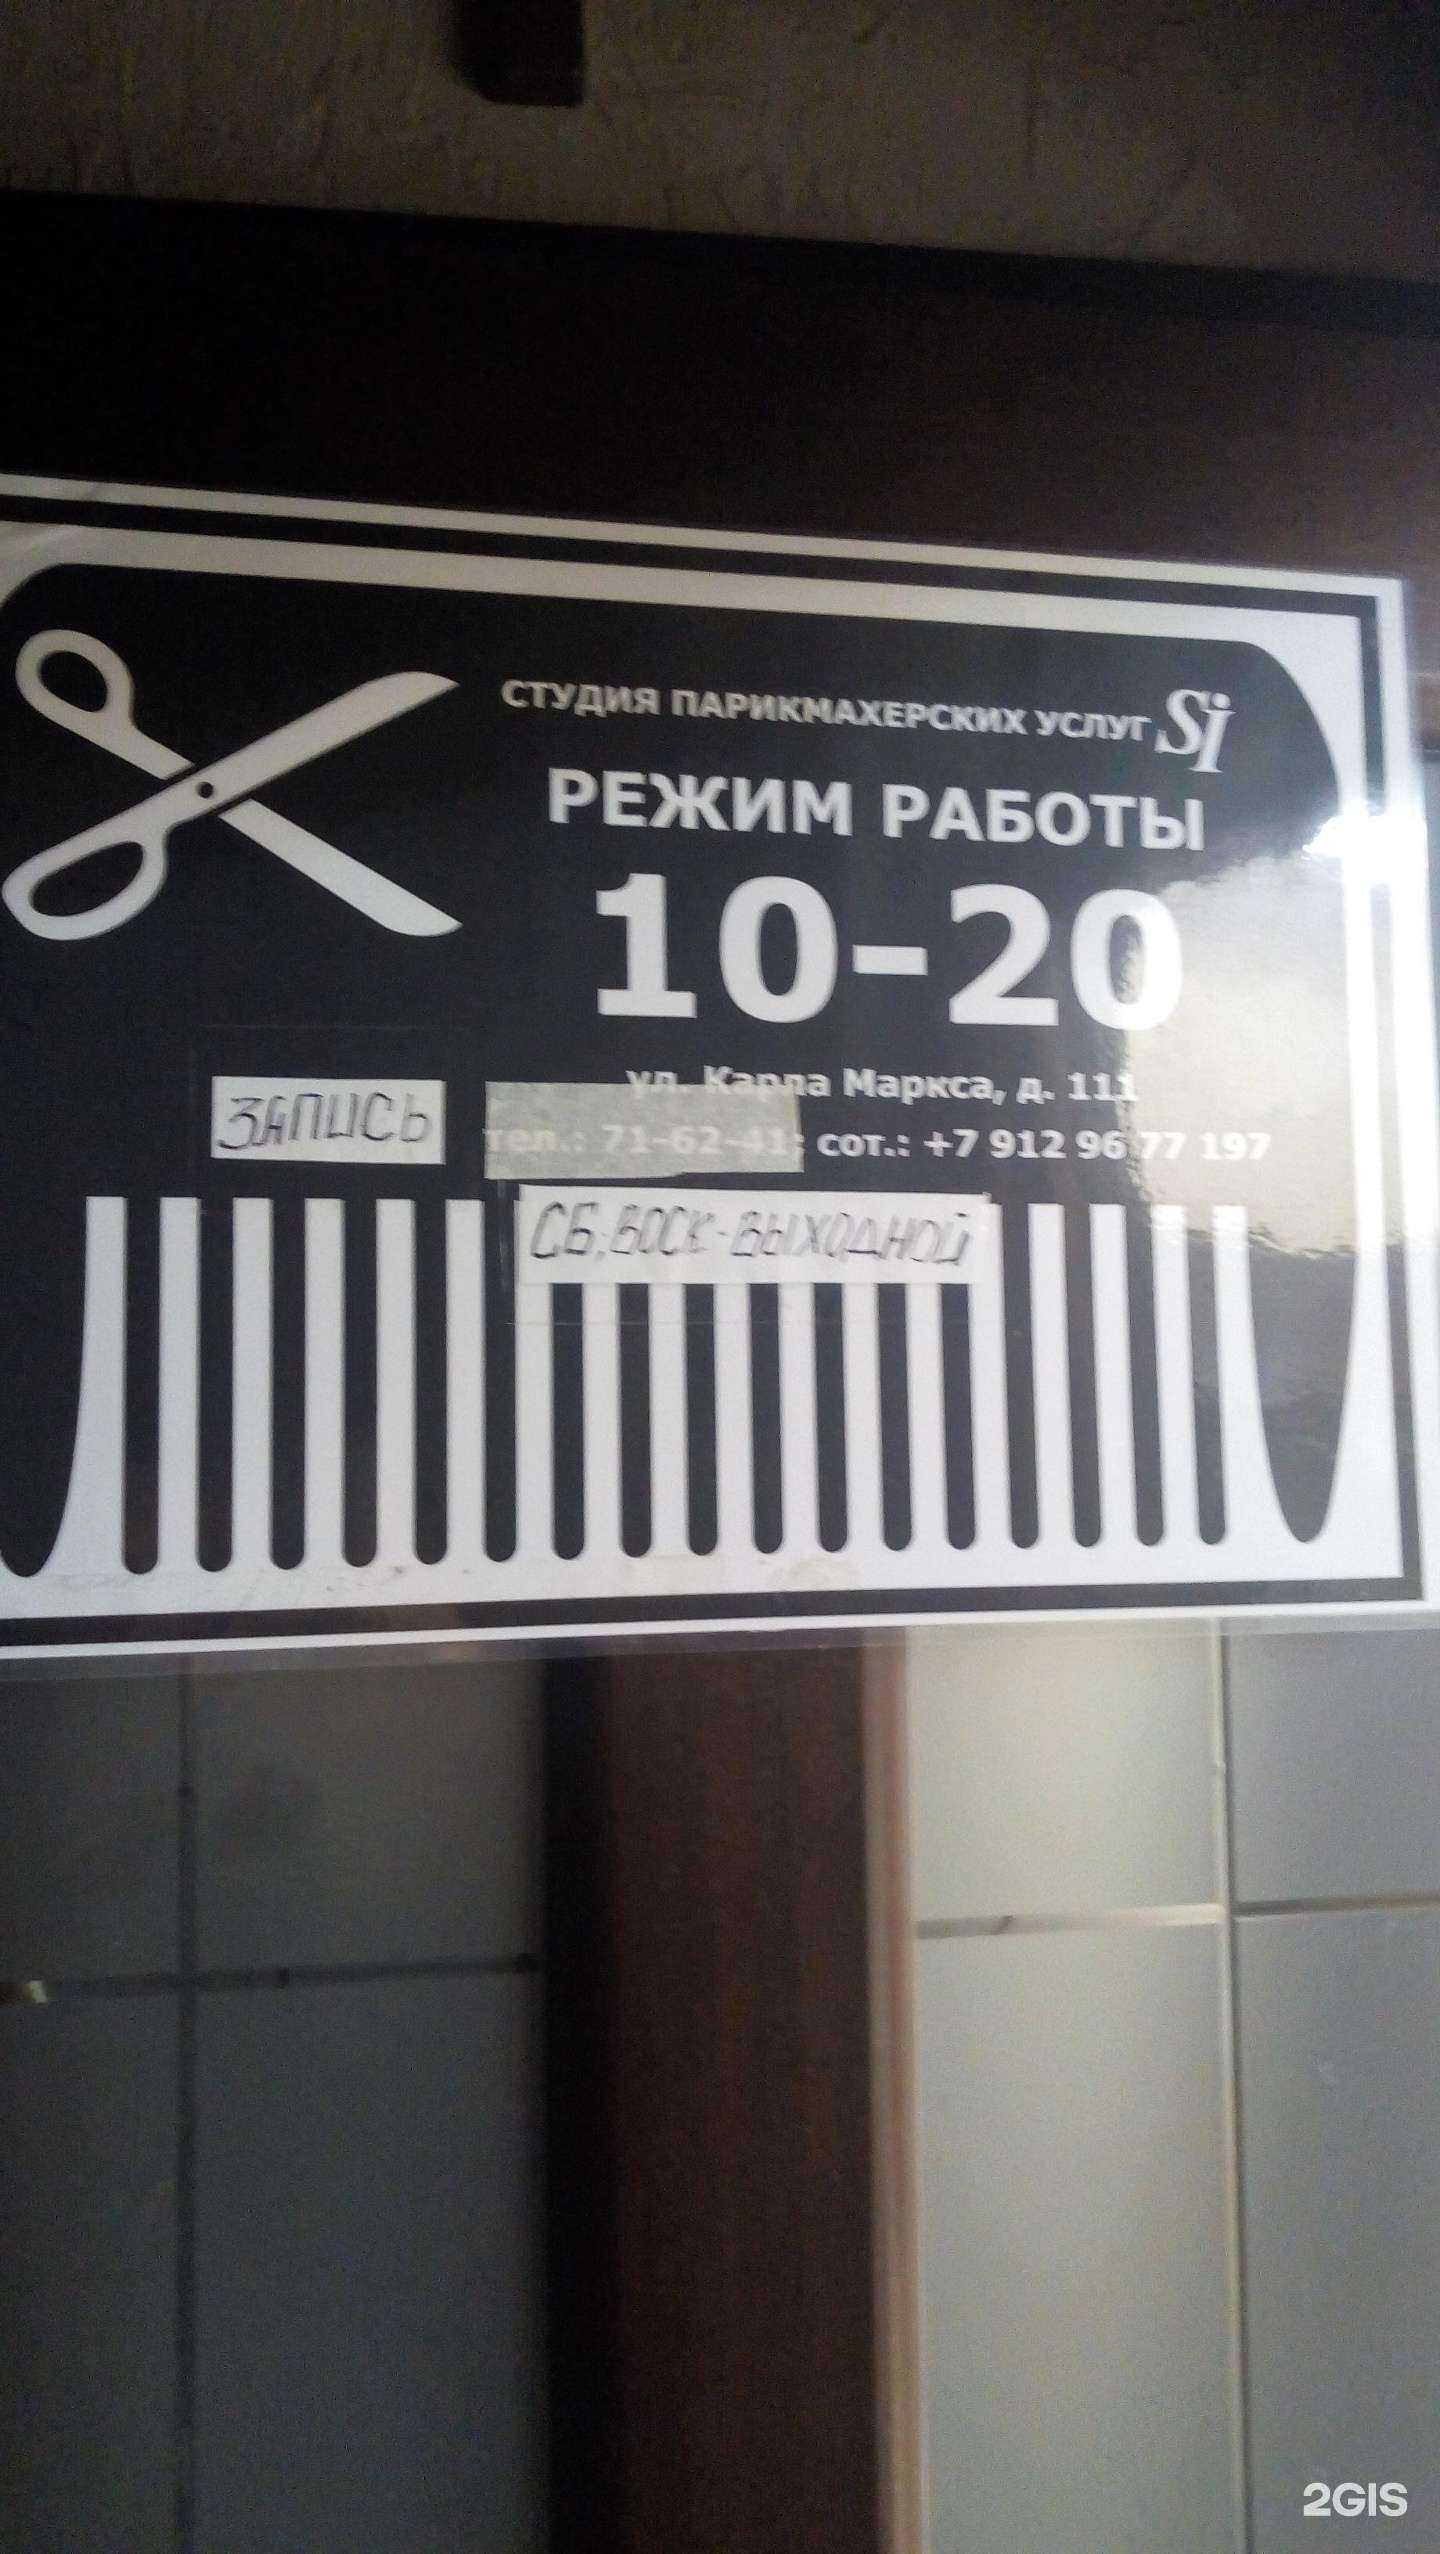 СТУДИЯ ПАРИКМАХЕРСКИХ УСЛУГ Si
РЕЖИМ РАБОТЫ
10-20
ул. Карла Маркса, д. 111
ЗАПИСЬ
тел.: 71-62-41; сот.: +7 912 96 77 197
СБ, ВОСК-ВЫХОДНОЙ
2GIS